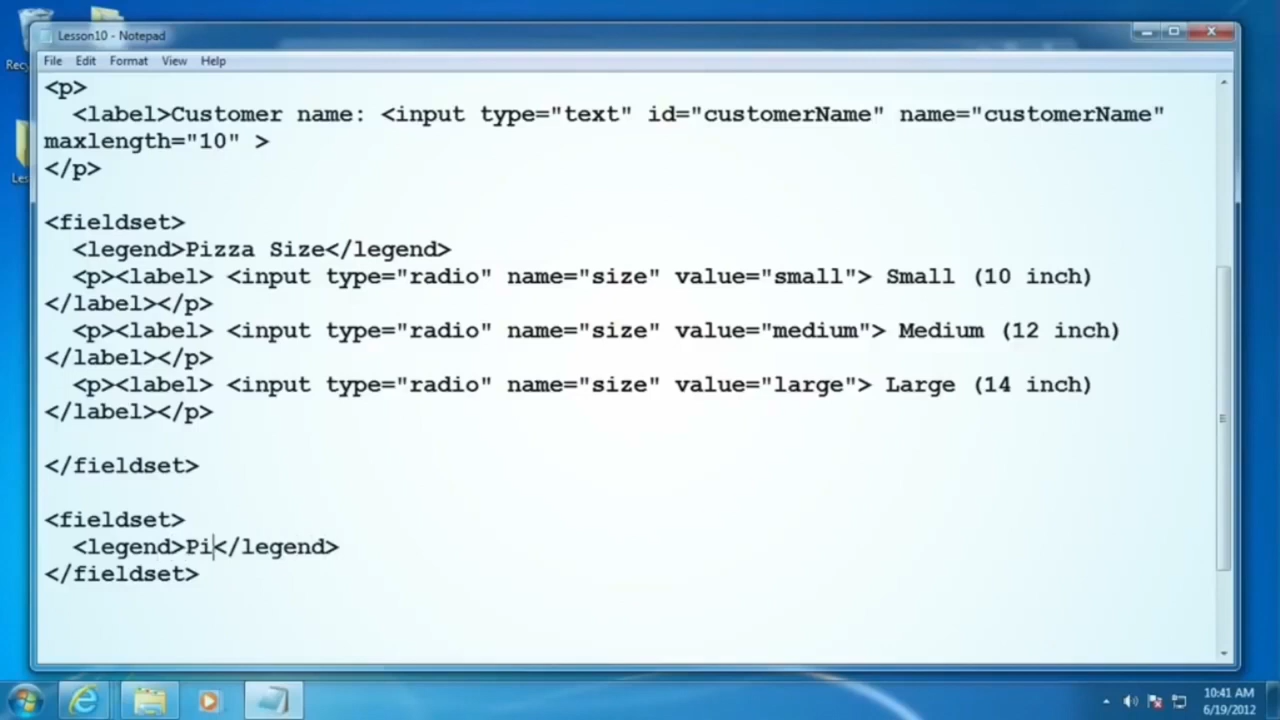 Lesson10 - Notepad
File Edit Format View Help
<p>
<label>Customer name: <input type="text" id="customerName" name="customerName"
maxlength="10" >
</p>
<fieldset>
<legend>Pizza Size</legend>
<p><label> <input type="radio" name="size" value="small"> Small (10 inch)
</label></p>
<p><label> <input type="radio" name="size" value="medium"> Medium (12 inch)
</label></p>
<p><label> <input type="radio" name="size" value="large"> Large (14 inch)
</label></p>
</fieldset>
<fieldset>
<legend>Pi</legend>
</fieldset>
10:41 AM
6/19/2012